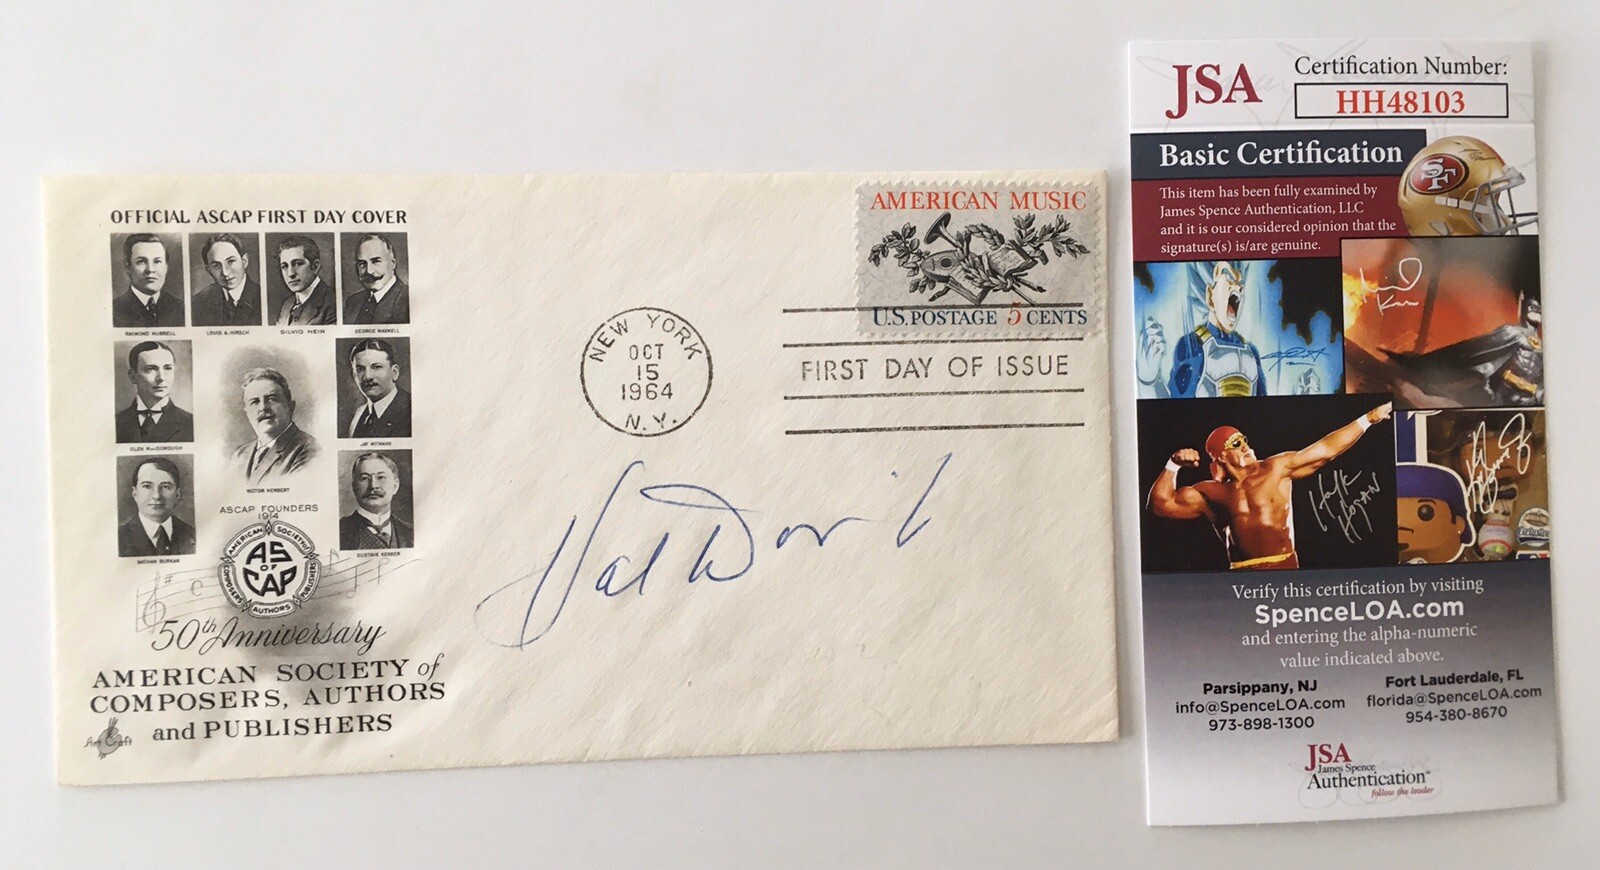 OFFICIAL ASCAP FIRST DAY COVER
RAYMOND HUBBELL
LOUIS A. HIRSCH
SILVIO HEIN
GEORGE MAXWELL
GLEN MacDONOUGH
JAY WITMARK
VICTOR HERBERT
NATHAN BURKAN
GUSTAVE KERKER
ASCAP FOUNDERS
1914
AMERICAN SOCIETY OF
COMPOSERS
AUTHORS
PUBLISHERS
AS
OF
CAP
50th Anniversary
AMERICAN SOCIETY of
COMPOSERS, AUTHORS
and PUBLISHERS
Art Craft
AMERICAN MUSIC
U.S. POSTAGE 5 CENTS
NEW YORK
OCT
15
1964
N.Y.
FIRST DAY OF ISSUE
Hal David
JSA
Certification Number:
HH48103
Basic Certification
This item has been fully examined by
James Spence Authentication, LLC
and it is our considered opinion that the
signature(s) is/are genuine.
SF
Hulk
HOGAN
Verify this certification by visiting
SpenceLOA.com
and entering the alpha-numeric
value indicated above.
Parsippany, NJ
info@SpenceLOA.com
973-898-1300
Fort Lauderdale, FL
florida@SpenceLOA.com
954-380-8670
JSA
James Spence
Authentication
follow the leader